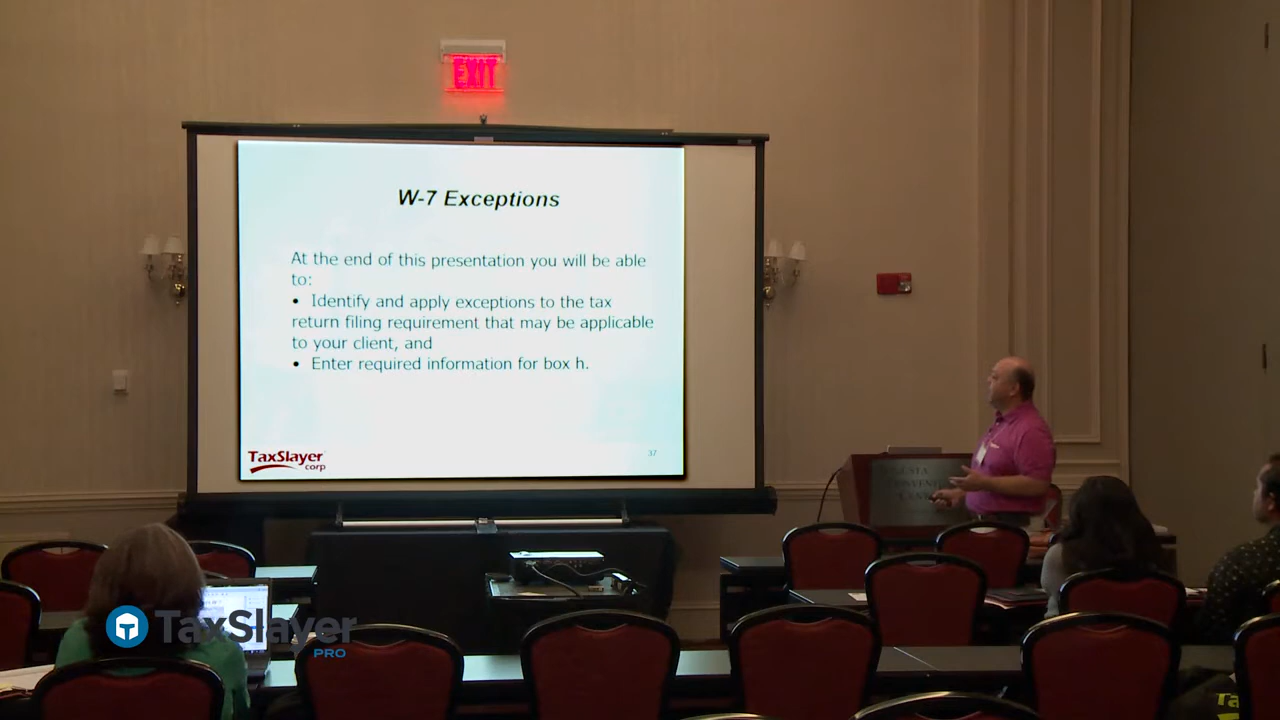 EXIT
W-7 Exceptions
At the end of this presentation you will be able
to:
• Identify and apply exceptions to the tax
return filing requirement that may be applicable
to your client, and
• Enter required information for box h.
TaxSlayer
corp
37
TaxSlayer
PRO